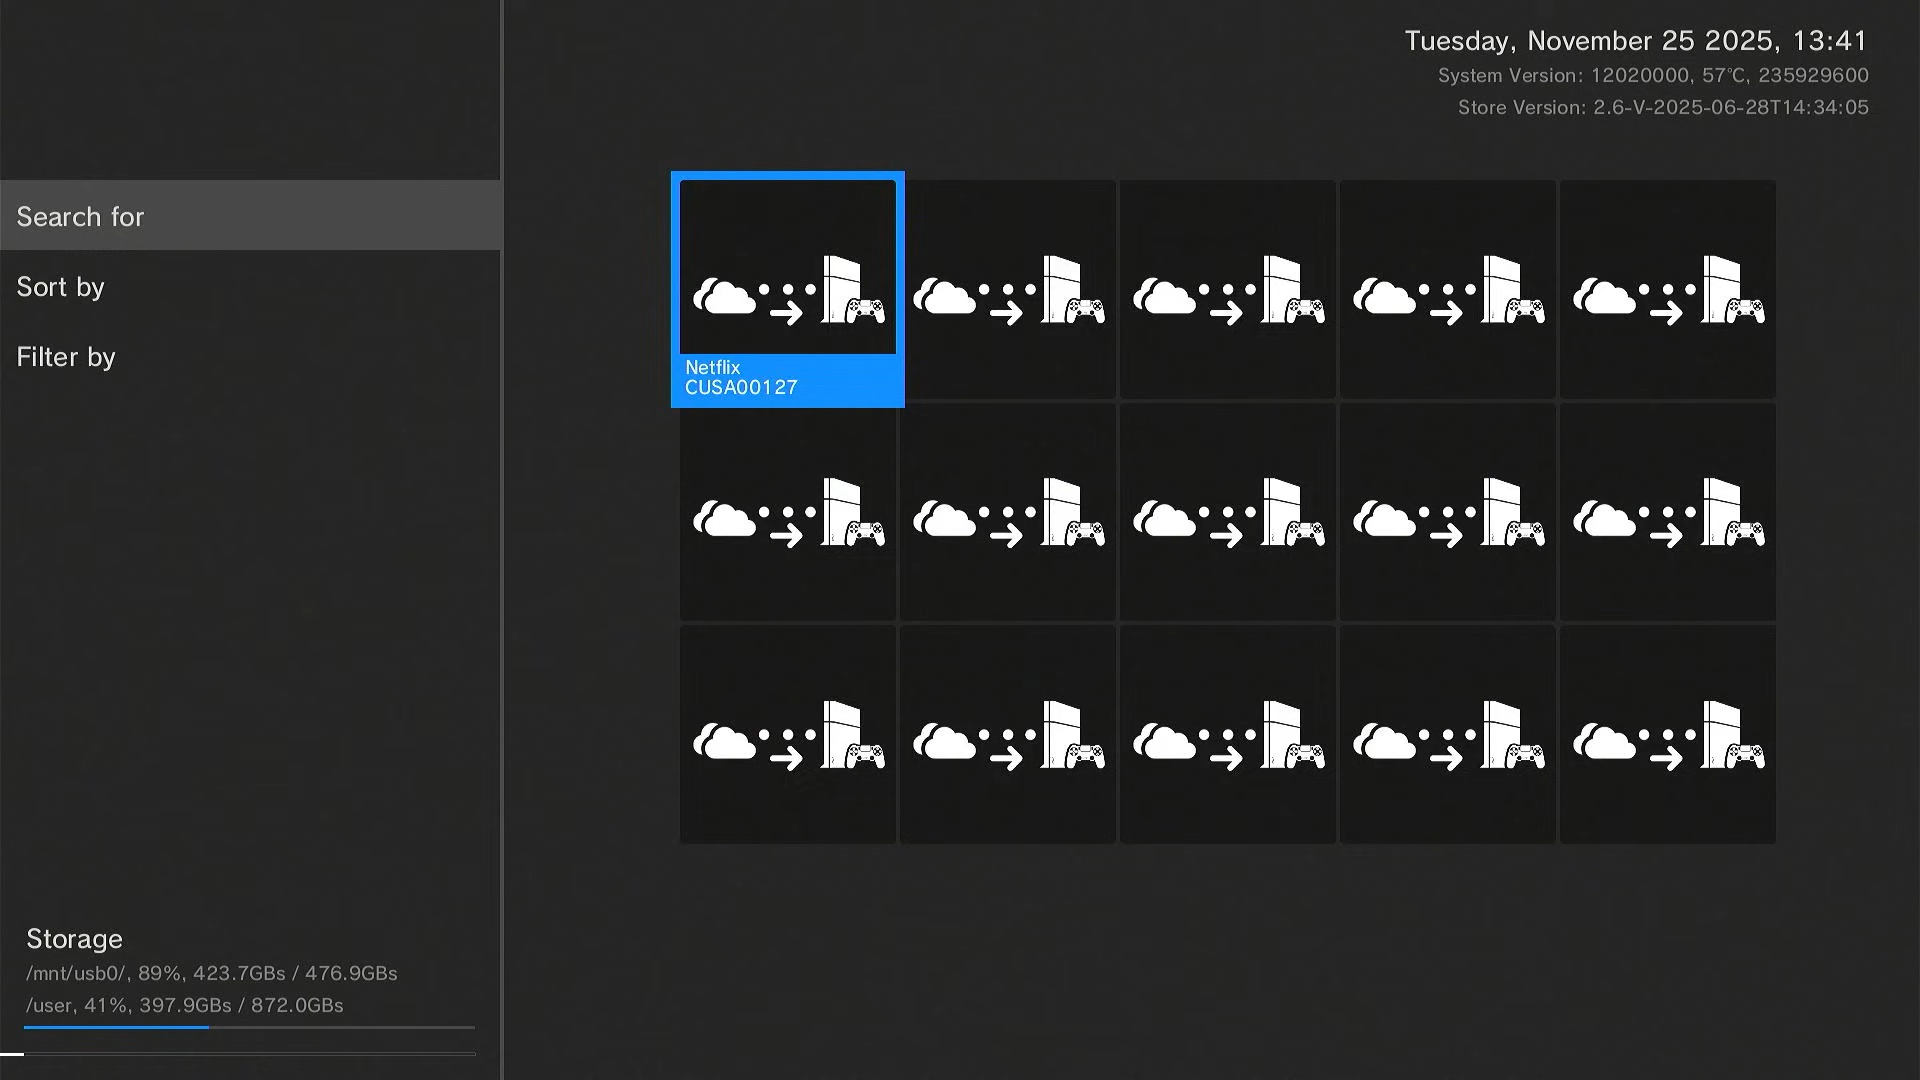 Tuesday, November 25 2025, 13:41
System Version: 12020000, 57℃, 235929600
Store Version: 2.6-V-2025-06-28T14:34:05
Search for
Sort by
Filter by
Netflix
CUSA00127
Storage
/mnt/usb0/, 89%, 423.7GBs / 476.9GBs
/user, 41%, 397.9GBs / 872.0GBs